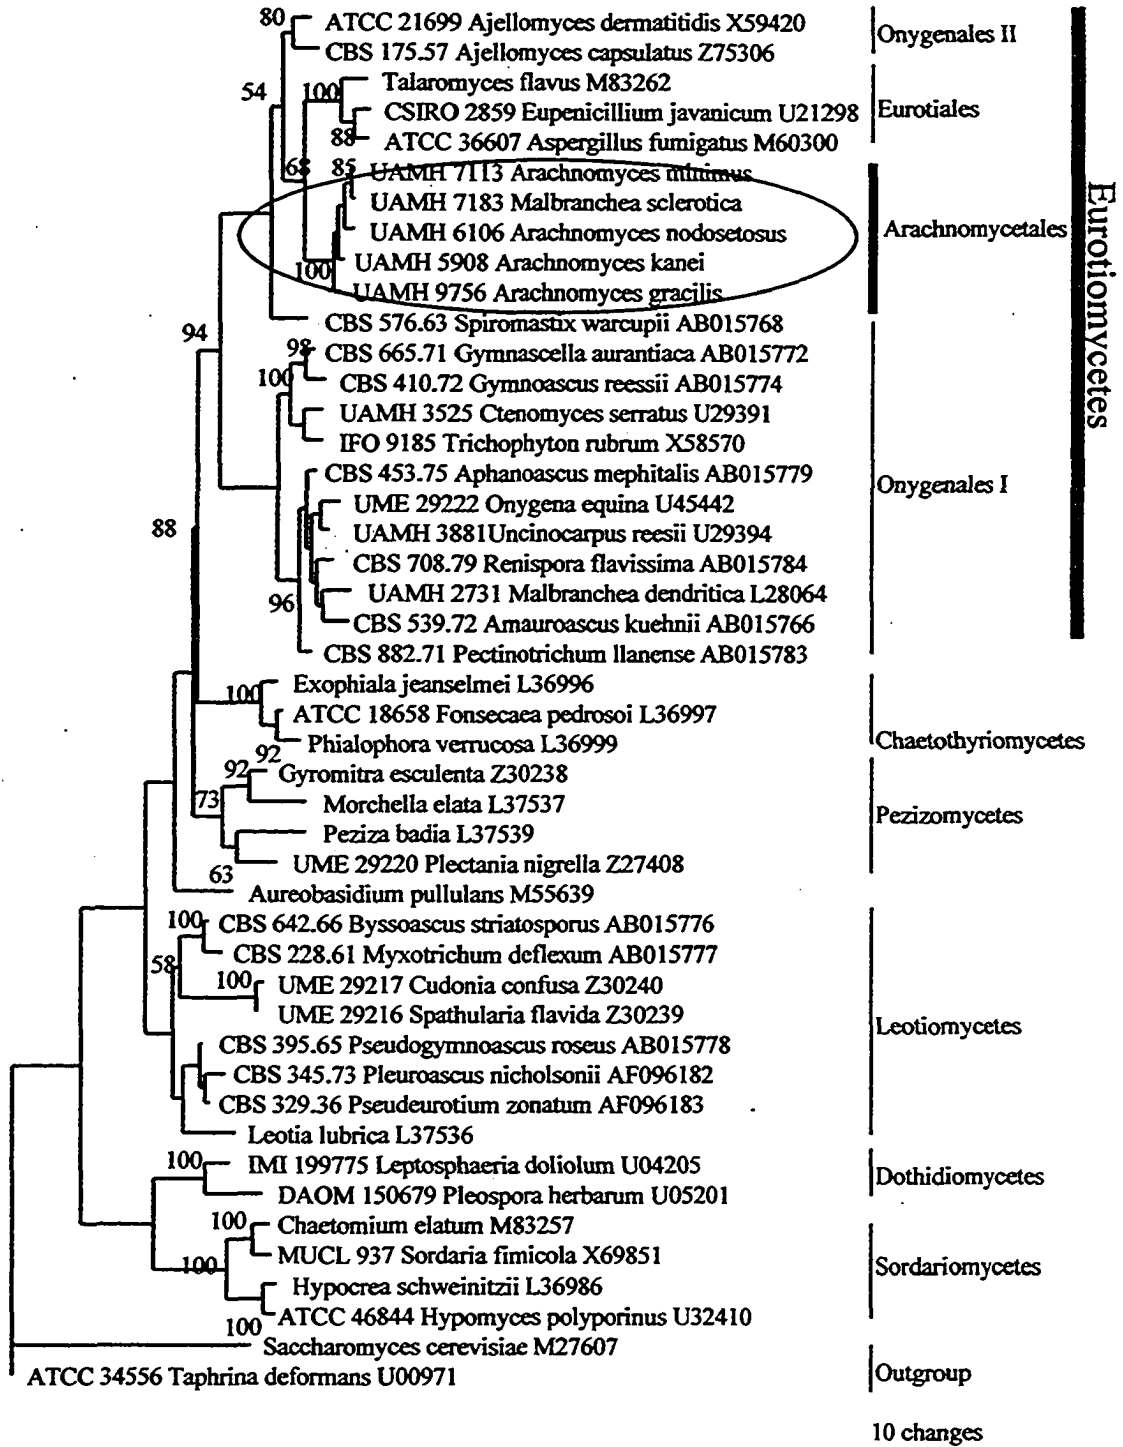 80
ATCC 21699 Ajellomyces dermatitidis X59420
CBS 175.57 Ajellomyces capsulatus Z75306
Onygenales II
54
100
Talaromyces flavus M83262
CSIRO 2859 Eupenicillium javanicum U21298
88
ATCC 36607 Aspergillus fumigatus M60300
Eurotiales
68
85
UAMH 7113 Arachnomyces minimus
UAMH 7183 Malbranchea sclerotica
UAMH 6106 Arachnomyces nodosetosus
UAMH 5908 Arachnomyces kanei
100
UAMH 9756 Arachnomyces gracilis
Arachnomycetales
Eurotiomycetes
CBS 576.63 Spiromastix warcupii AB015768
94
98
CBS 665.71 Gymnascella aurantiaca AB015772
100
CBS 410.72 Gymnoascus reessii AB015774
UAMH 3525 Ctenomyces serratus U29391
IFO 9185 Trichophyton rubrum X58570
CBS 453.75 Aphanoascus mephitalis AB015779
Onygenales I
UME 29222 Onygena equina U45442
88
UAMH 3881Uncinocarpus reesii U29394
CBS 708.79 Renispora flavissima AB015784
UAMH 2731 Malbranchea dendritica L28064
96
CBS 539.72 Amauroascus kuehnii AB015766
CBS 882.71 Pectinotrichum llanense AB015783
100
Exophiala jeanselmei L36996
ATCC 18658 Fonsecaea pedrosoi L36997
Phialophora verrucosa L36999
92
Chaetothyriomycetes
92
Gyromitra esculenta Z30238
73
Morchella elata L37537
Peziza badia L37539
UME 29220 Plectania nigrella Z27408
63
Pezizomycetes
Aureobasidium pullulans M55639
100
CBS 642.66 Byssoascus striatosporus AB015776
CBS 228.61 Myxotrichum deflexum AB015777
58
100
UME 29217 Cudonia confusa Z30240
UME 29216 Spathularia flavida Z30239
Leotiomycetes
CBS 395.65 Pseudogymnoascus roseus AB015778
CBS 345.73 Pleuroascus nicholsonii AF096182
CBS 329.36 Pseudeurotium zonatum AF096183
Leotia lubrica L37536
100
IMI 199775 Leptosphaeria doliolum U04205
DAOM 150679 Pleospora herbarum U05201
Dothidiomycetes
100
Chaetomium elatum M83257
MUCL 937 Sordaria fimicola X69851
100
Hypocrea schweinitzii L36986
ATCC 46844 Hypomyces polyporinus U32410
100
Sordariomycetes
Saccharomyces cerevisiae M27607
ATCC 34556 Taphrina deformans U00971
Outgroup
10 changes